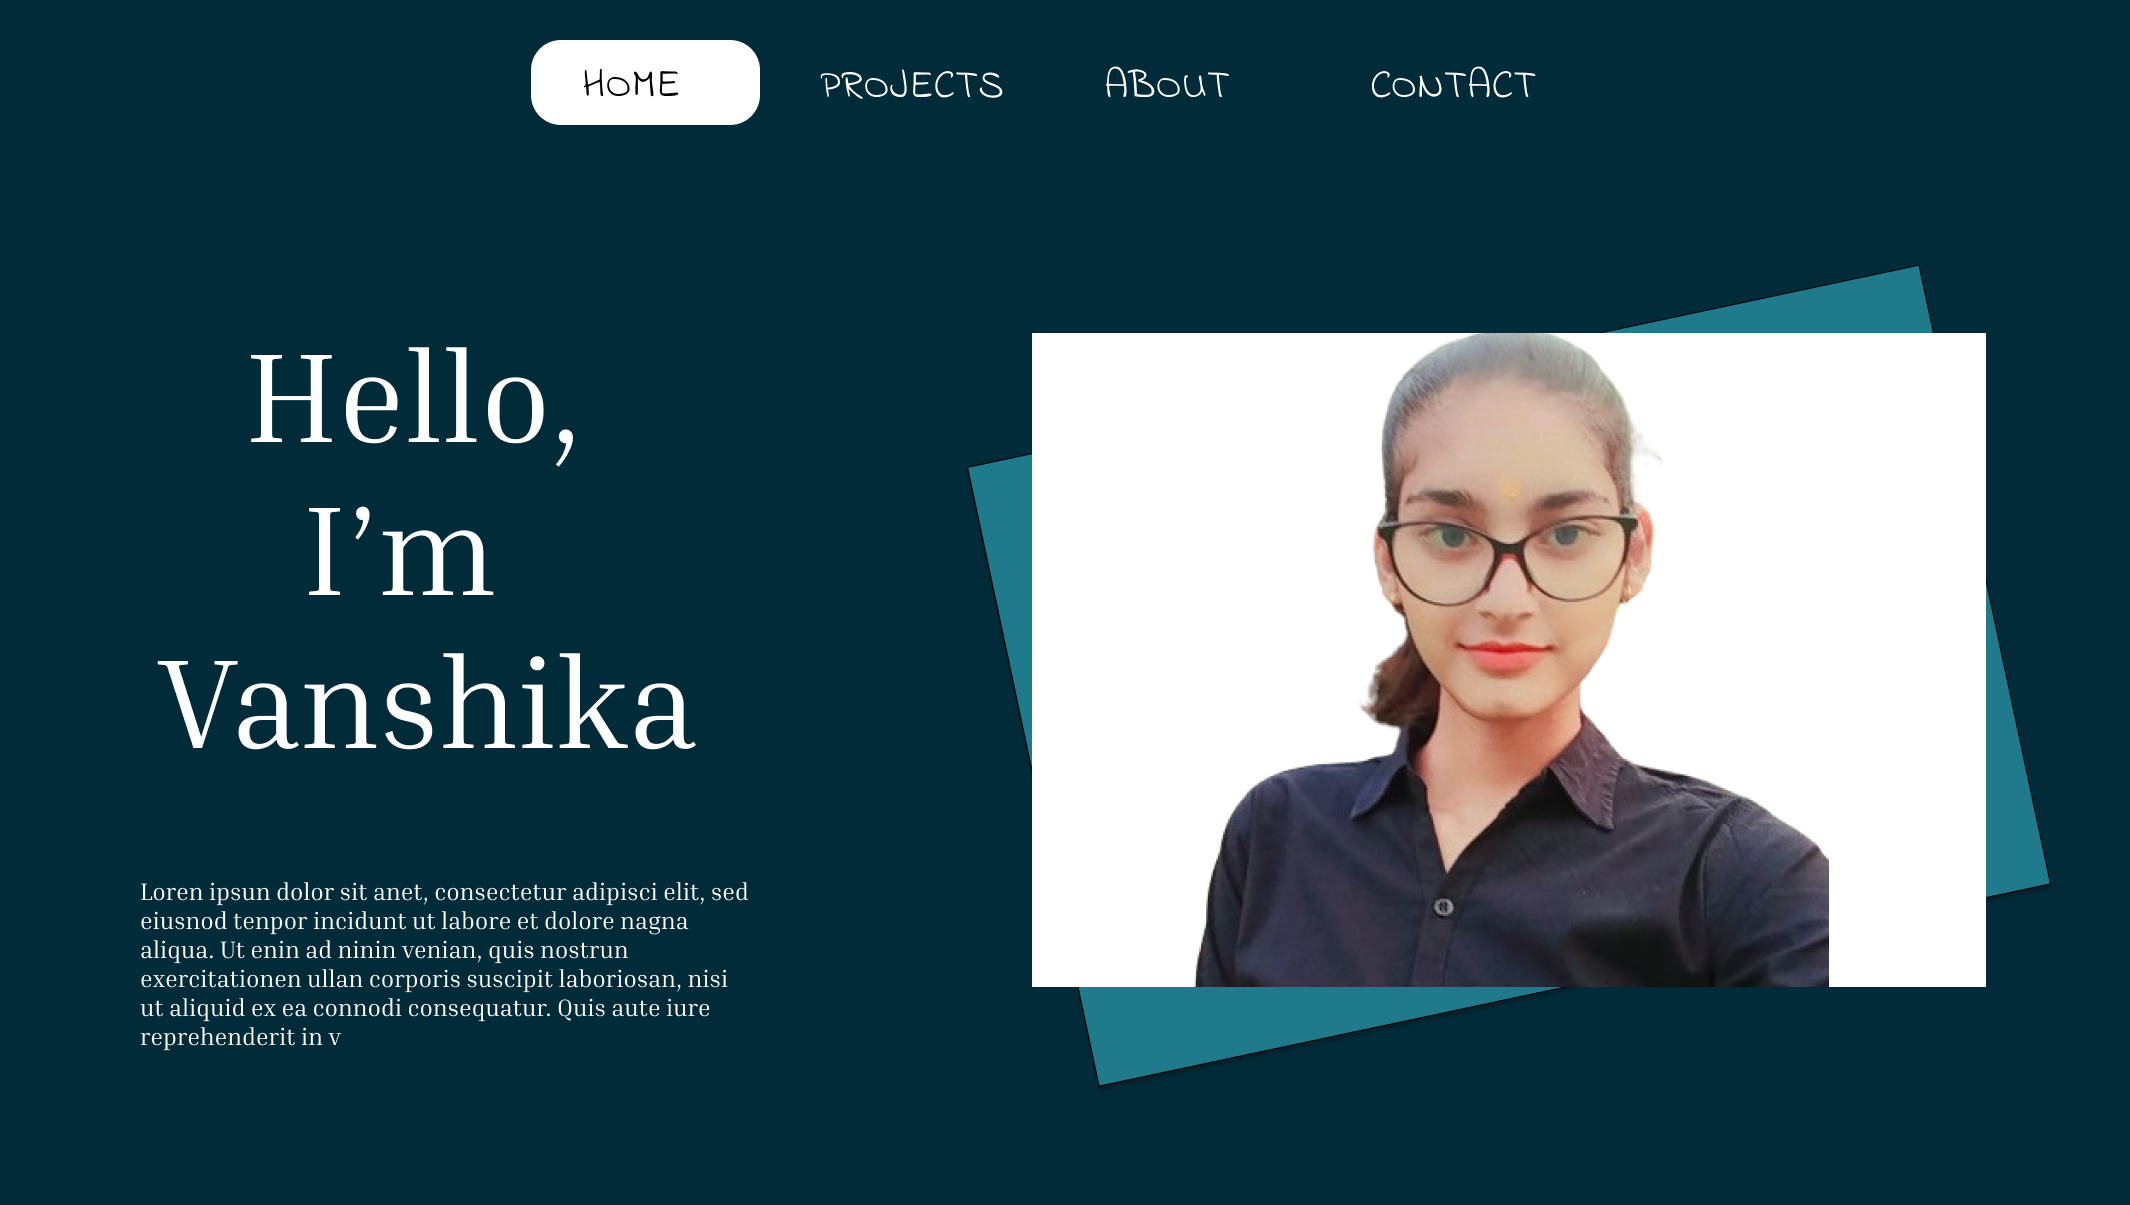 HOME PROJECTS ABOUT CONTACT
Hello,
I’m
Vanshika
Loren ipsun dolor sit anet, consectetur adipisci elit, sed
eiusnod tenpor incidunt ut labore et dolore nagna
aliqua. Ut enin ad ninin venian, quis nostrun
exercitationen ullan corporis suscipit laboriosan, nisi
ut aliquid ex ea connodi consequatur. Quis aute iure
reprehenderit in v